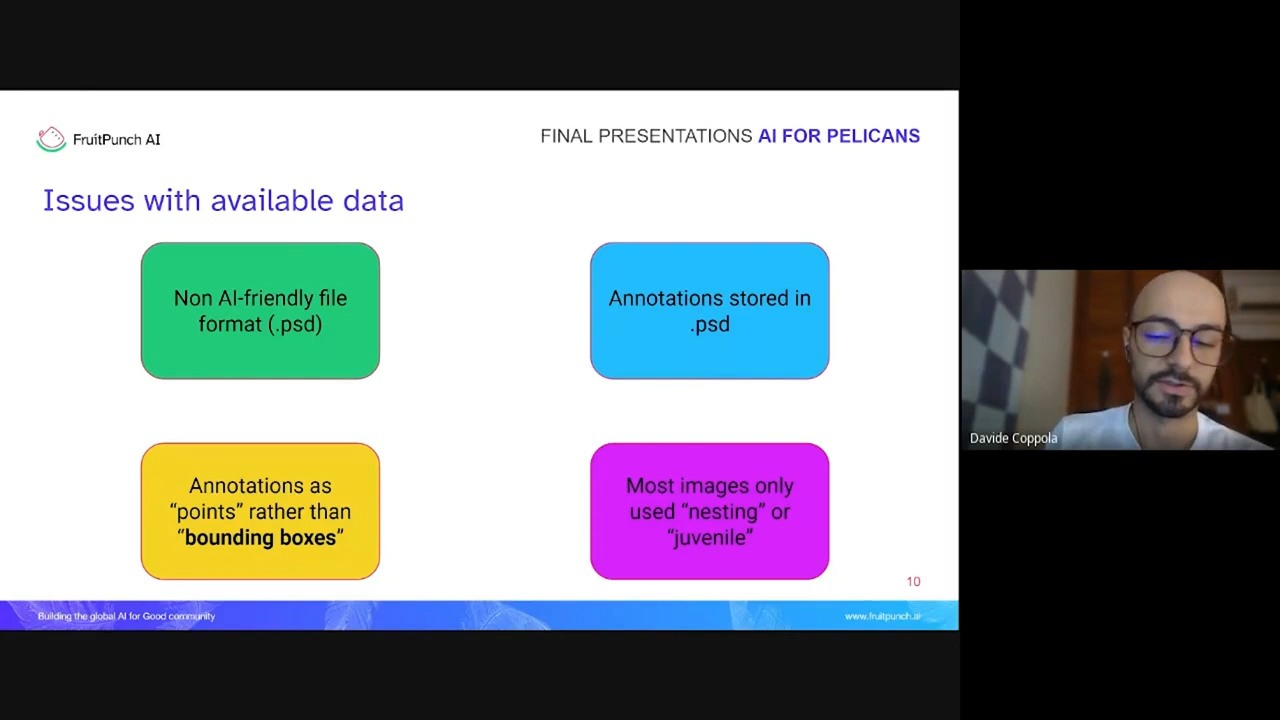 FruitPunch AI
FINAL PRESENTATIONS AI FOR PELICANS
Issues with available data
Non AI-friendly file
format (.psd)
Annotations stored in
.psd
Annotations as
“points” rather than
“bounding boxes”
Most images only
used “nesting” or
“juvenile”
10
Building the global AI for Good community
www.fruitpunch.ai
Davide Coppola